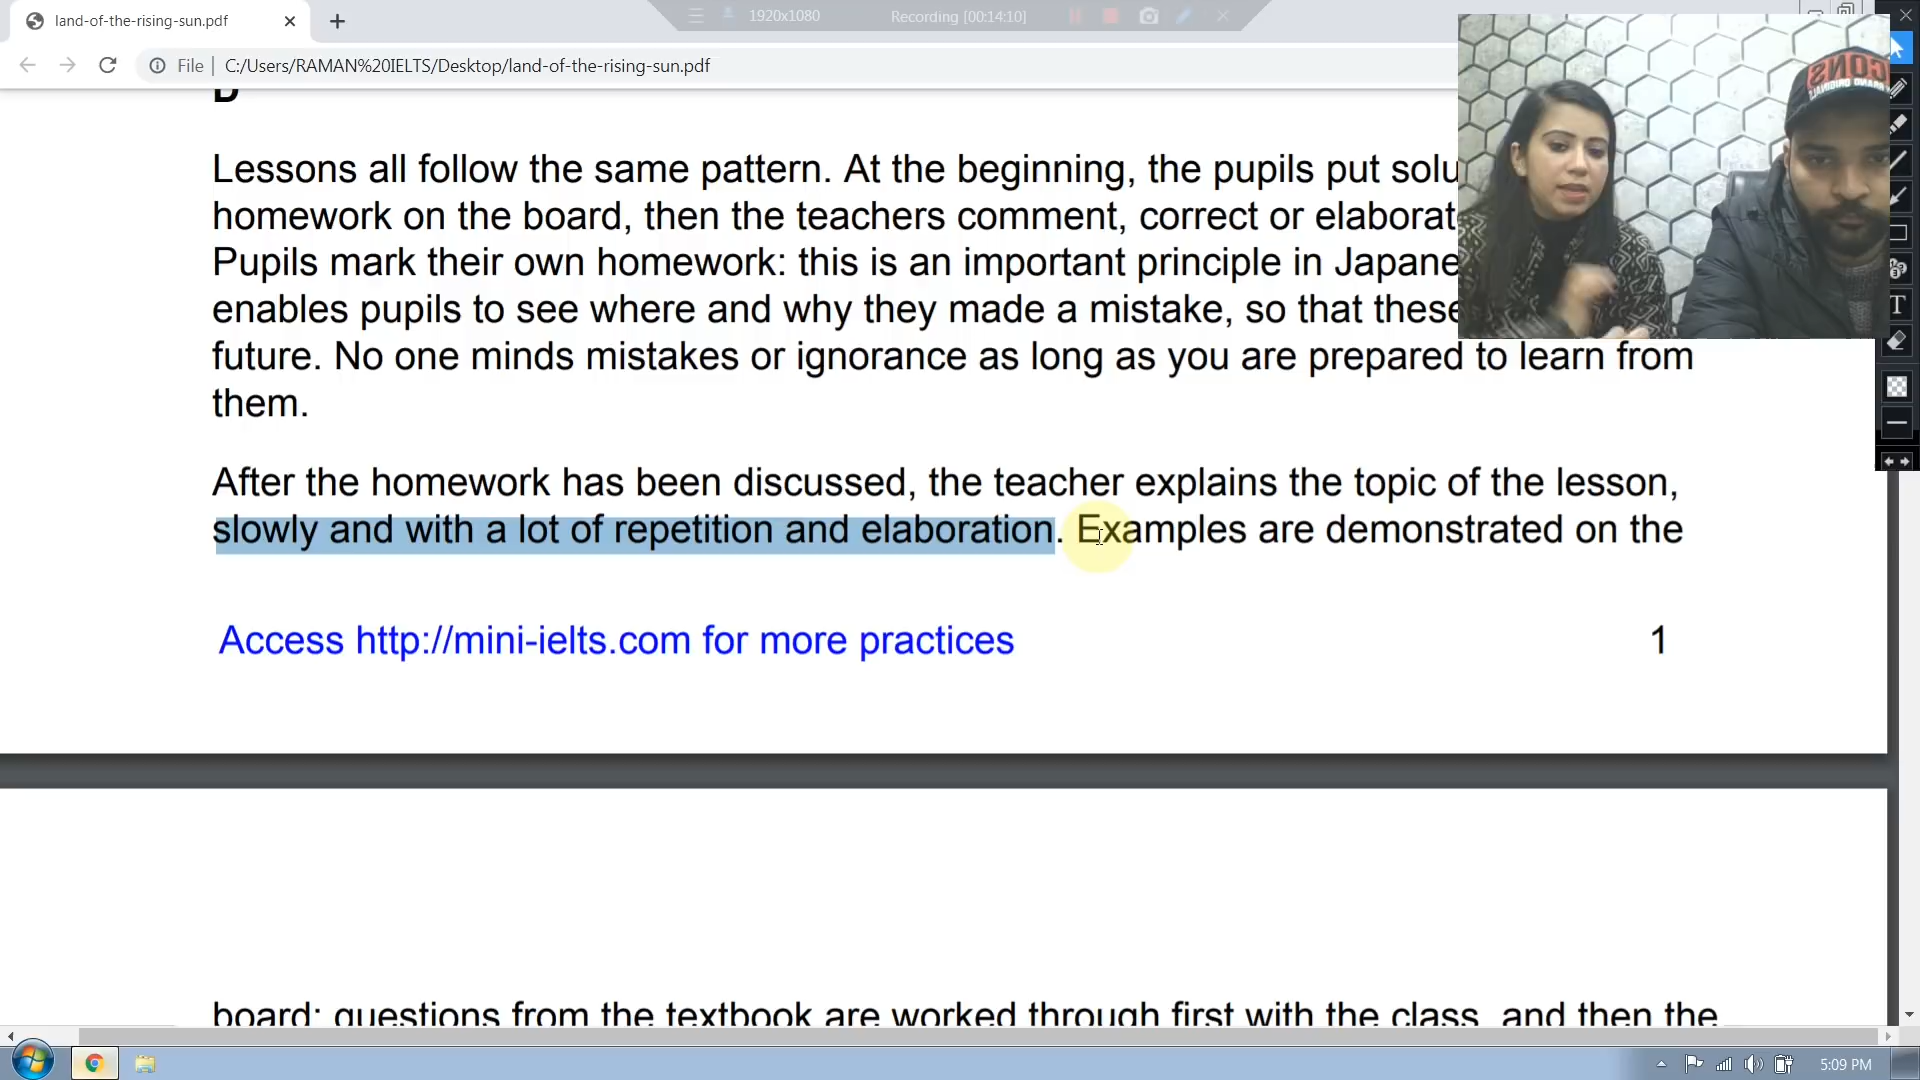 land-of-the-rising-sun.pdf
1920x1080
Recording [00:14:10]
File
C:/Users/RAMAN%20IELTS/Desktop/land-of-the-rising-sun.pdf
D
Lessons all follow the same pattern. At the beginning, the pupils put solu
homework on the board, then the teachers comment, correct or elaborat
Pupils mark their own homework: this is an important principle in Japane
enables pupils to see where and why they made a mistake, so that these
future. No one minds mistakes or ignorance as long as you are prepared to learn from
them.
After the homework has been discussed, the teacher explains the topic of the lesson,
slowly and with a lot of repetition and elaboration. Examples are demonstrated on the
Access http://mini-ielts.com for more practices
1
board; questions from the textbook are worked through first with the class, and then the
5:09 PM